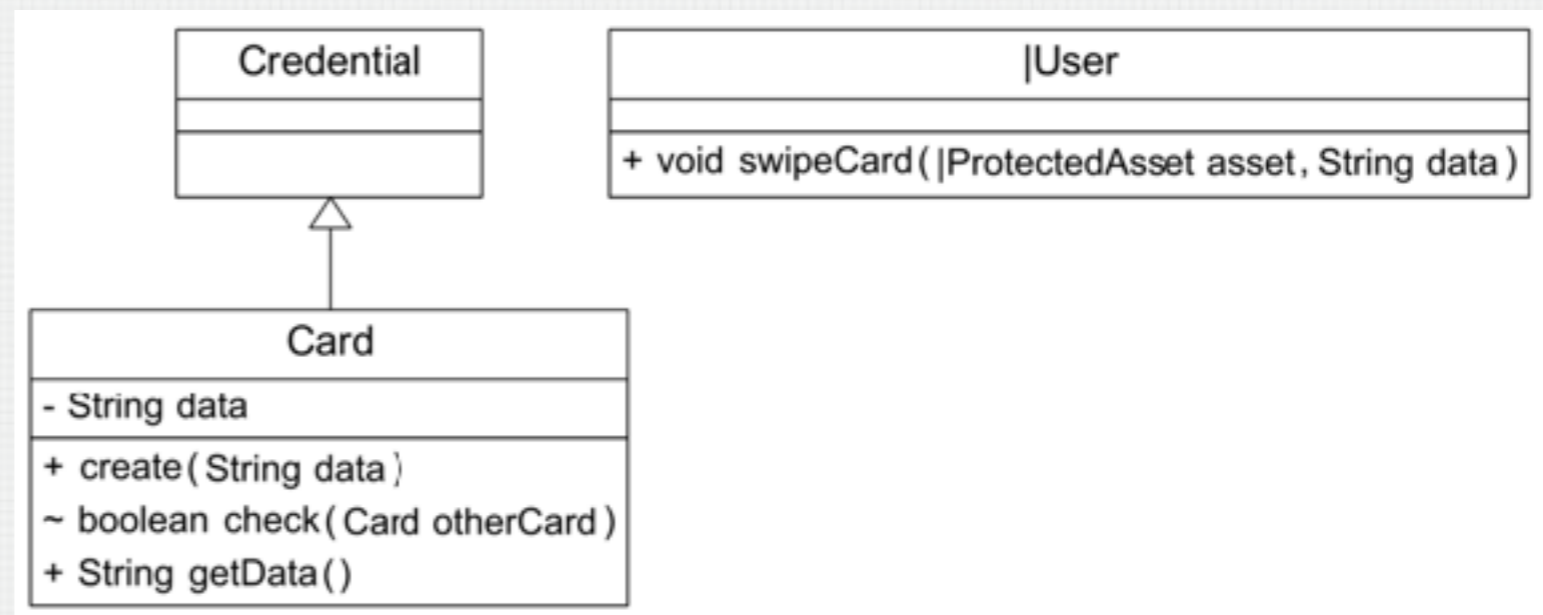 Credential
|User
+ void swipeCard(|ProtectedAsset asset, String data)
Card
- String data
+ create(String data)
~ boolean check(Card otherCard)
+ String getData()